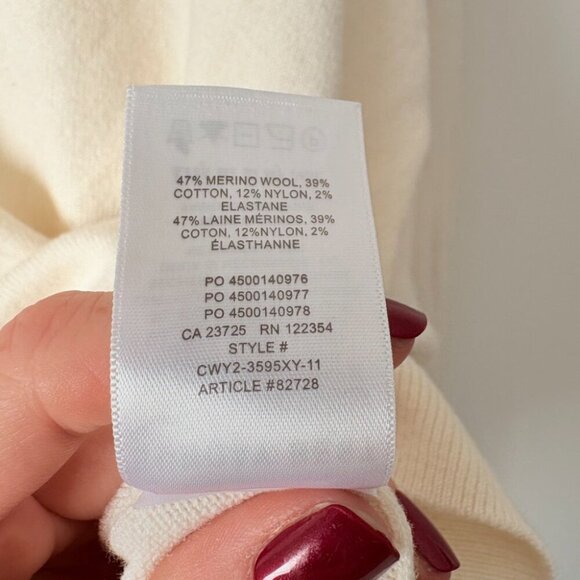 47% MERINO WOOL, 39%
COTTON, 12% NYLON, 2%
ELASTANE
47% LAINE MÉRINOS, 39%
COTON, 12%NYLON, 2%
ÉLASTHANNE
PO 4500140976
PO 4500140977
PO 4500140978
CA 23725 RN 122354
STYLE #
CWY2-3595XY-11
ARTICLE #82728